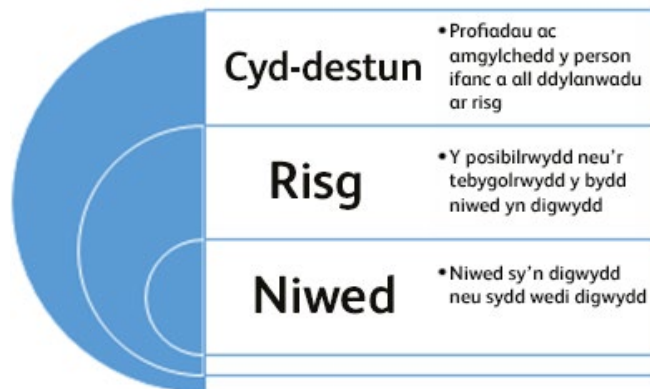 Cyd-destun
•Profiadau ac
amgylchedd y person
ifanc a all ddylanwadu
ar risg
Risg
•Y posibilrwydd neu'r
tebygolrwydd y bydd
niwed yn digwydd
Niwed
•Niwed sy'n digwydd
neu sydd wedi digwydd